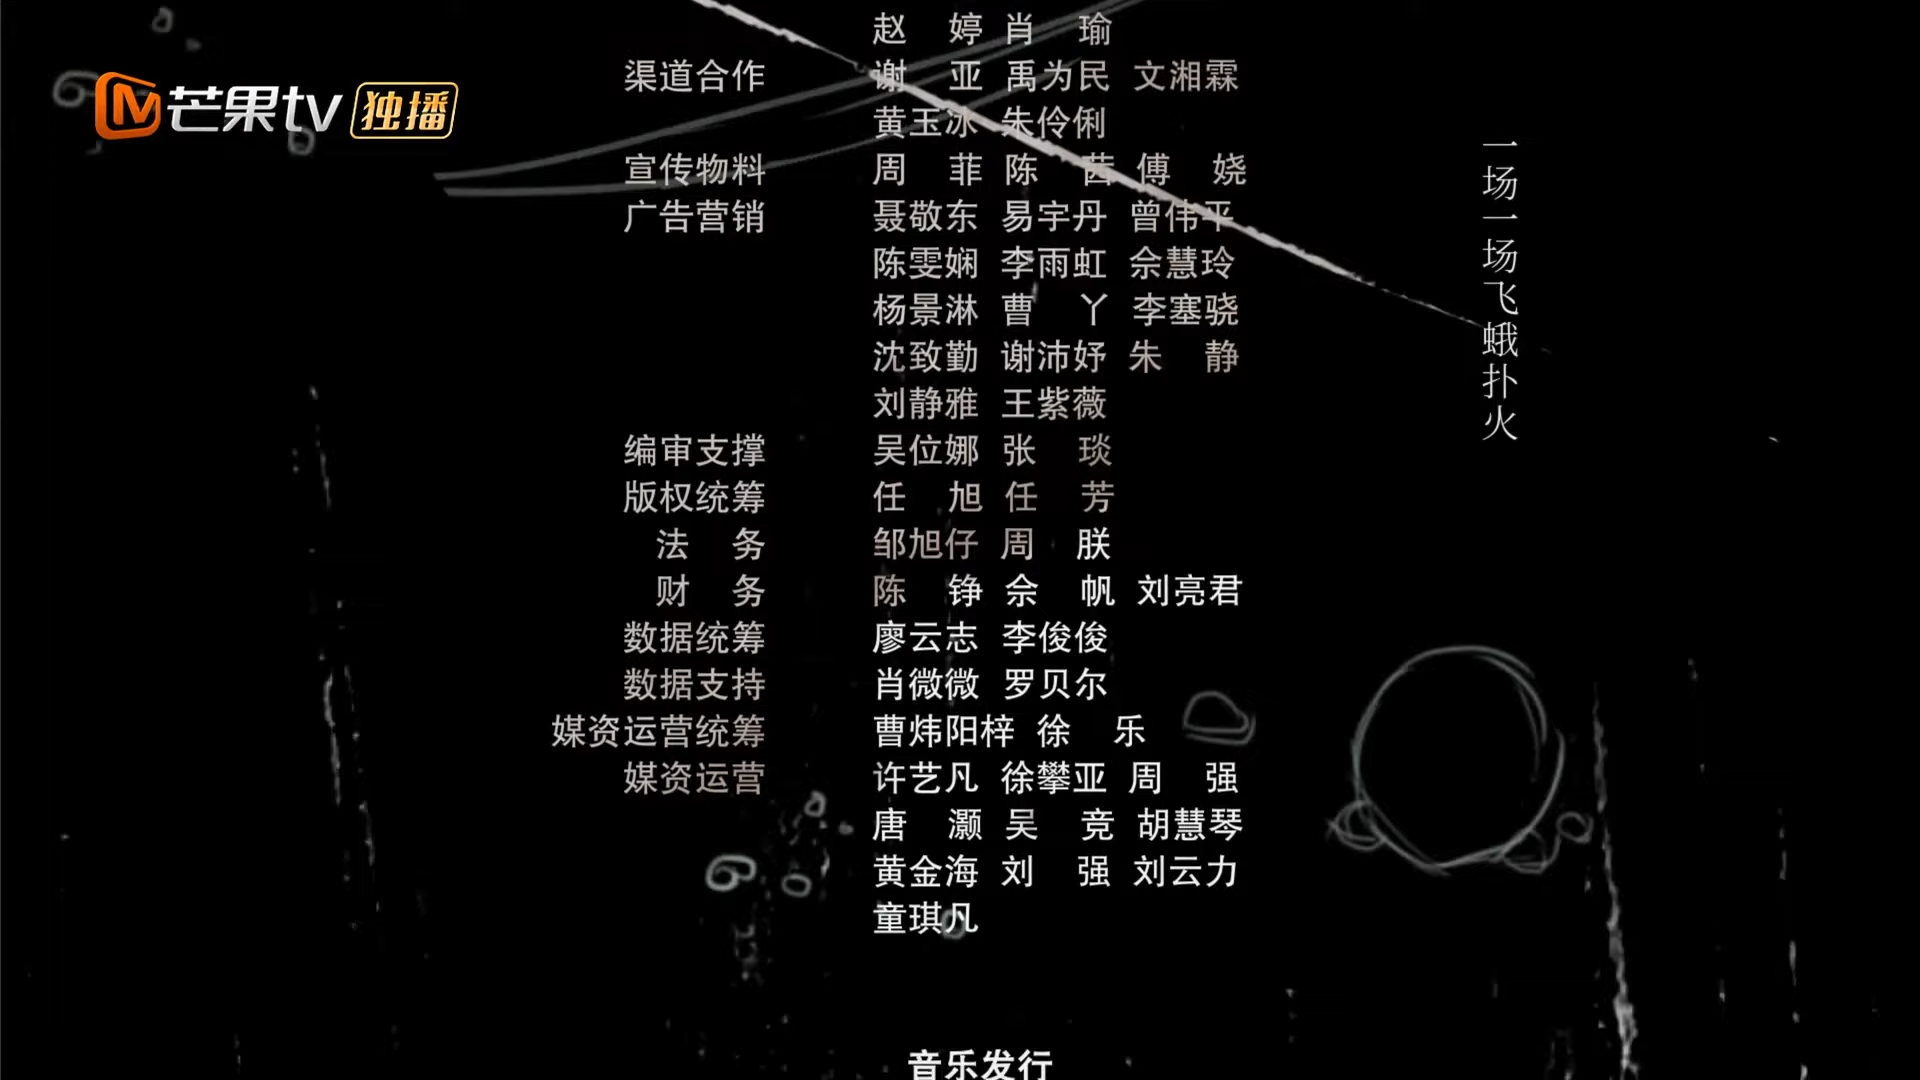 赵 婷 肖 瑜
芒果tv 独播
渠道合作 谢 亚 禹为民 文湘霖
黄玉冰 朱伶俐
宣传物料 周 菲 陈 茜 傅 娆
广告营销 聂敬东 易宇丹 曾伟平
陈雯娴 李雨虹 佘慧玲
杨景淋 曹 丫 李塞骁
沈致勤 谢沛妤 朱 静
刘静雅 王紫薇
编审支撑 吴位娜 张 琰
版权统筹 任 旭 任 芳
法 务 邹旭仔 周 朕
财 务 陈 铮 佘 帆 刘亮君
数据统筹 廖云志 李俊俊
数据支持 肖微微 罗贝尔
媒资运营统筹 曹炜阳梓 徐 乐
媒资运营 许艺凡 徐攀亚 周 强
唐 灏 吴 竞 胡慧琴
黄金海 刘 强 刘云力
童琪凡
音乐发行
一场一场飞蛾扑火